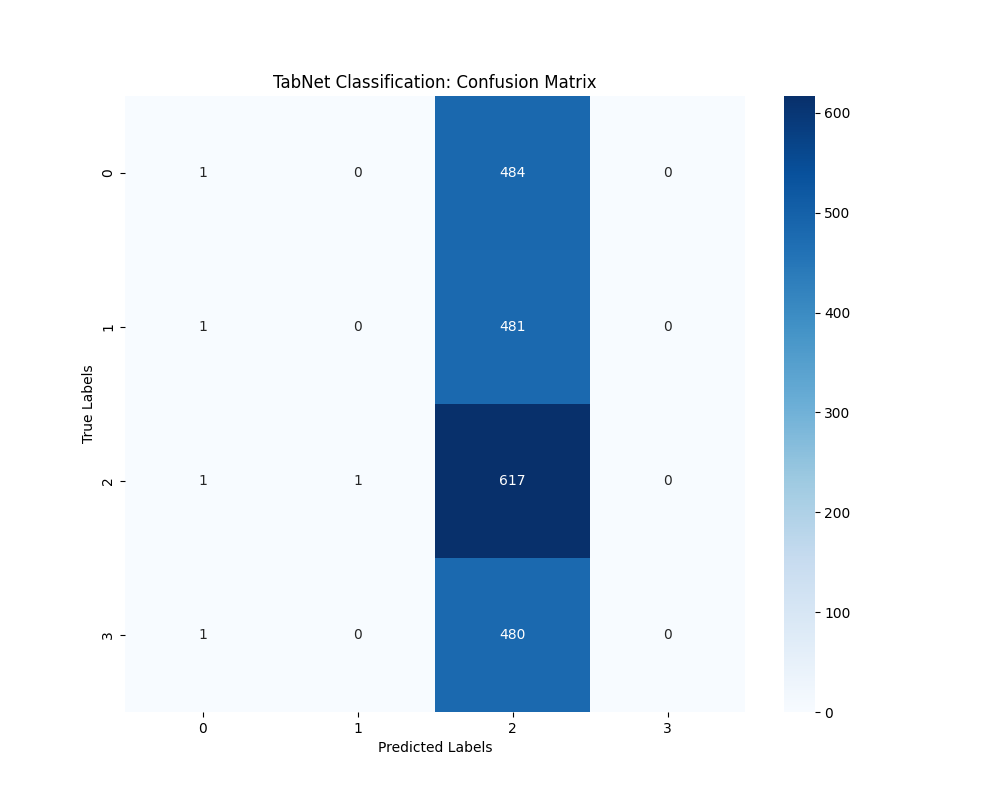 TabNet Classification: Confusion Matrix
0
1 0 484 0
1
1 0 481 0
2
1 1 617 0
3
1 0 480 0
True Labels
0 1 2 3
Predicted Labels
600
500
400
300
200
100
0